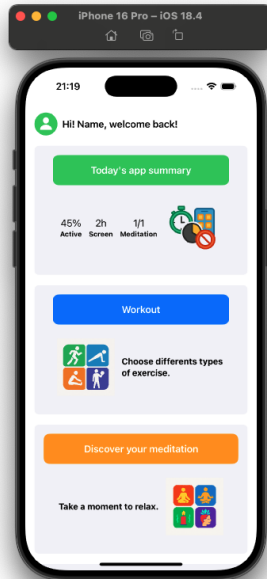 iPhone 16 Pro – iOS 18.4
21:19
Hi! Name, welcome back!
Today's app summary
45% 2h 1/1
Active Screen Meditation
Workout
Choose differents types
of exercise.
Discover your meditation
Take a moment to relax.